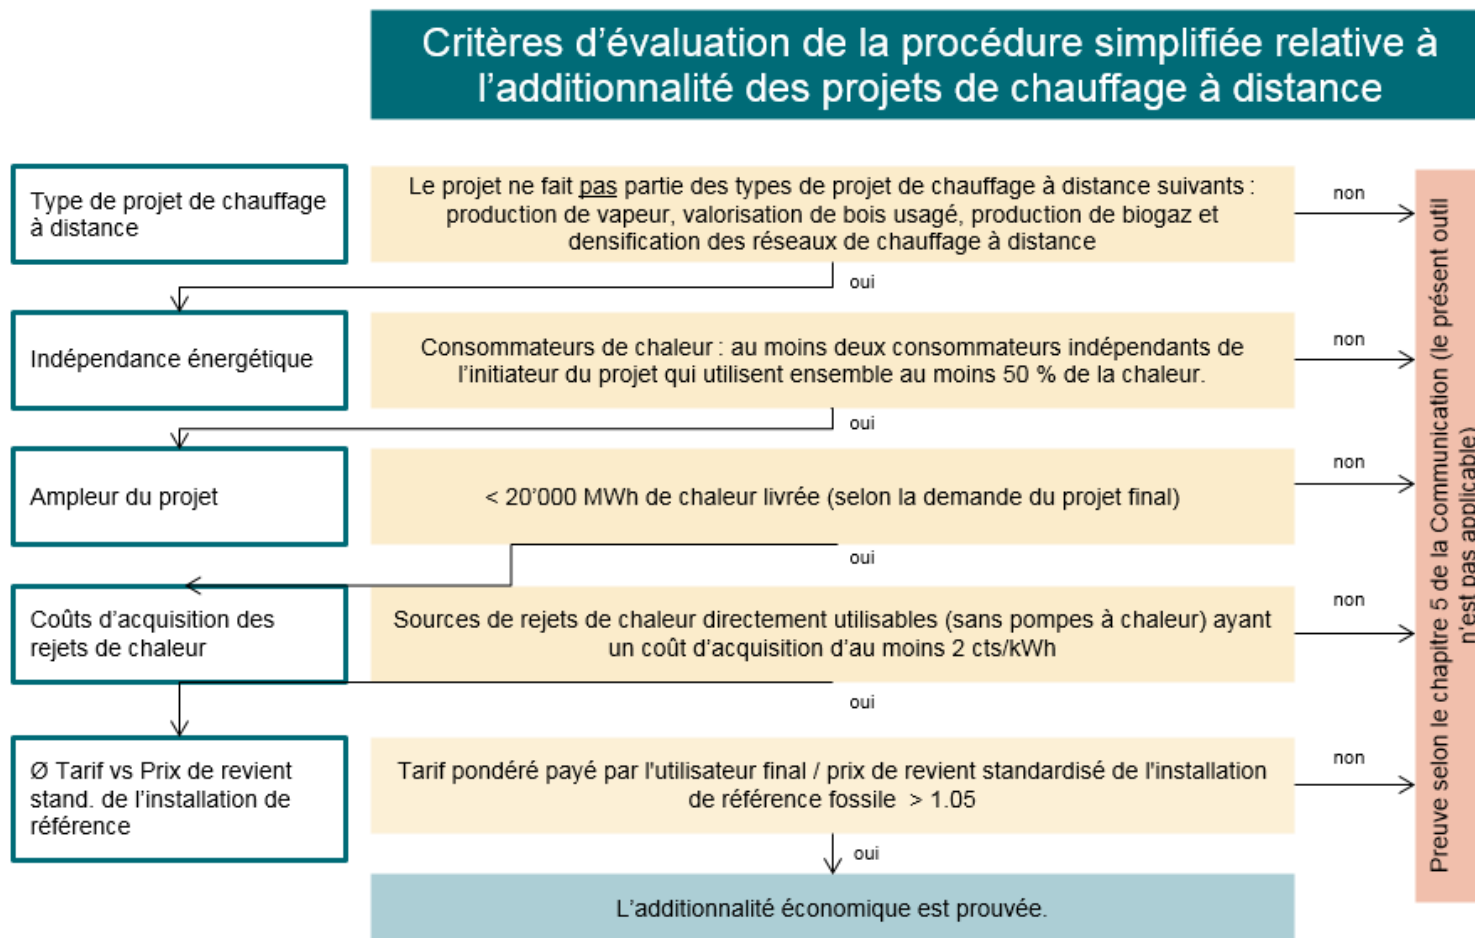 Critères d’évaluation de la procédure simplifiée relative à
l’additionnalité des projets de chauffage à distance
Type de projet de chauffage
à distance
Le projet ne fait pas partie des types de projet de chauffage à distance suivants :
production de vapeur, valorisation de bois usagé, production de biogaz et
densification des réseaux de chauffage à distance
non
oui
Indépendance énergétique
Consommateurs de chaleur : au moins deux consommateurs indépendants de
l’initiateur du projet qui utilisent ensemble au moins 50 % de la chaleur.
non
oui
Ampleur du projet
< 20’000 MWh de chaleur livrée (selon la demande du projet final)
non
oui
Coûts d’acquisition des
rejets de chaleur
Sources de rejets de chaleur directement utilisables (sans pompes à chaleur) ayant
un coût d’acquisition d’au moins 2 cts/kWh
non
oui
Ø Tarif vs Prix de revient
stand. de l’installation de
référence
Tarif pondéré payé par l'utilisateur final / prix de revient standardisé de l'installation
de référence fossile > 1.05
non
oui
L’additionnalité économique est prouvée.
Preuve selon le chapitre 5 de la Communication (le présent outil
n'est pas applicable)